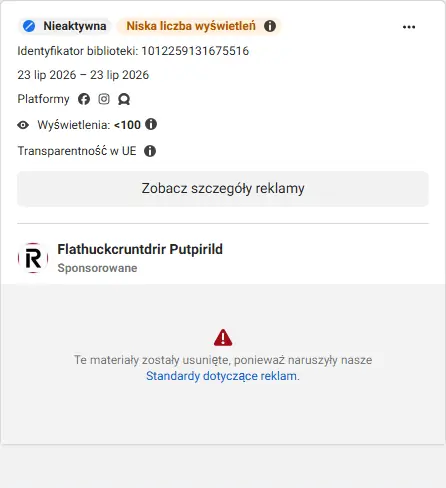 Nieaktywna Niska liczba wyświetleń
Identyfikator biblioteki: 1012259131675516
23 lip 2026 – 23 lip 2026
Platformy
Wyświetlenia: <100
Transparentność w UE
Zobacz szczegóły reklamy
R
Flathuckcruntdrir Putpirild
Sponsorowane
Te materiały zostały usunięte, ponieważ naruszyły nasze
Standardy dotyczące reklam.